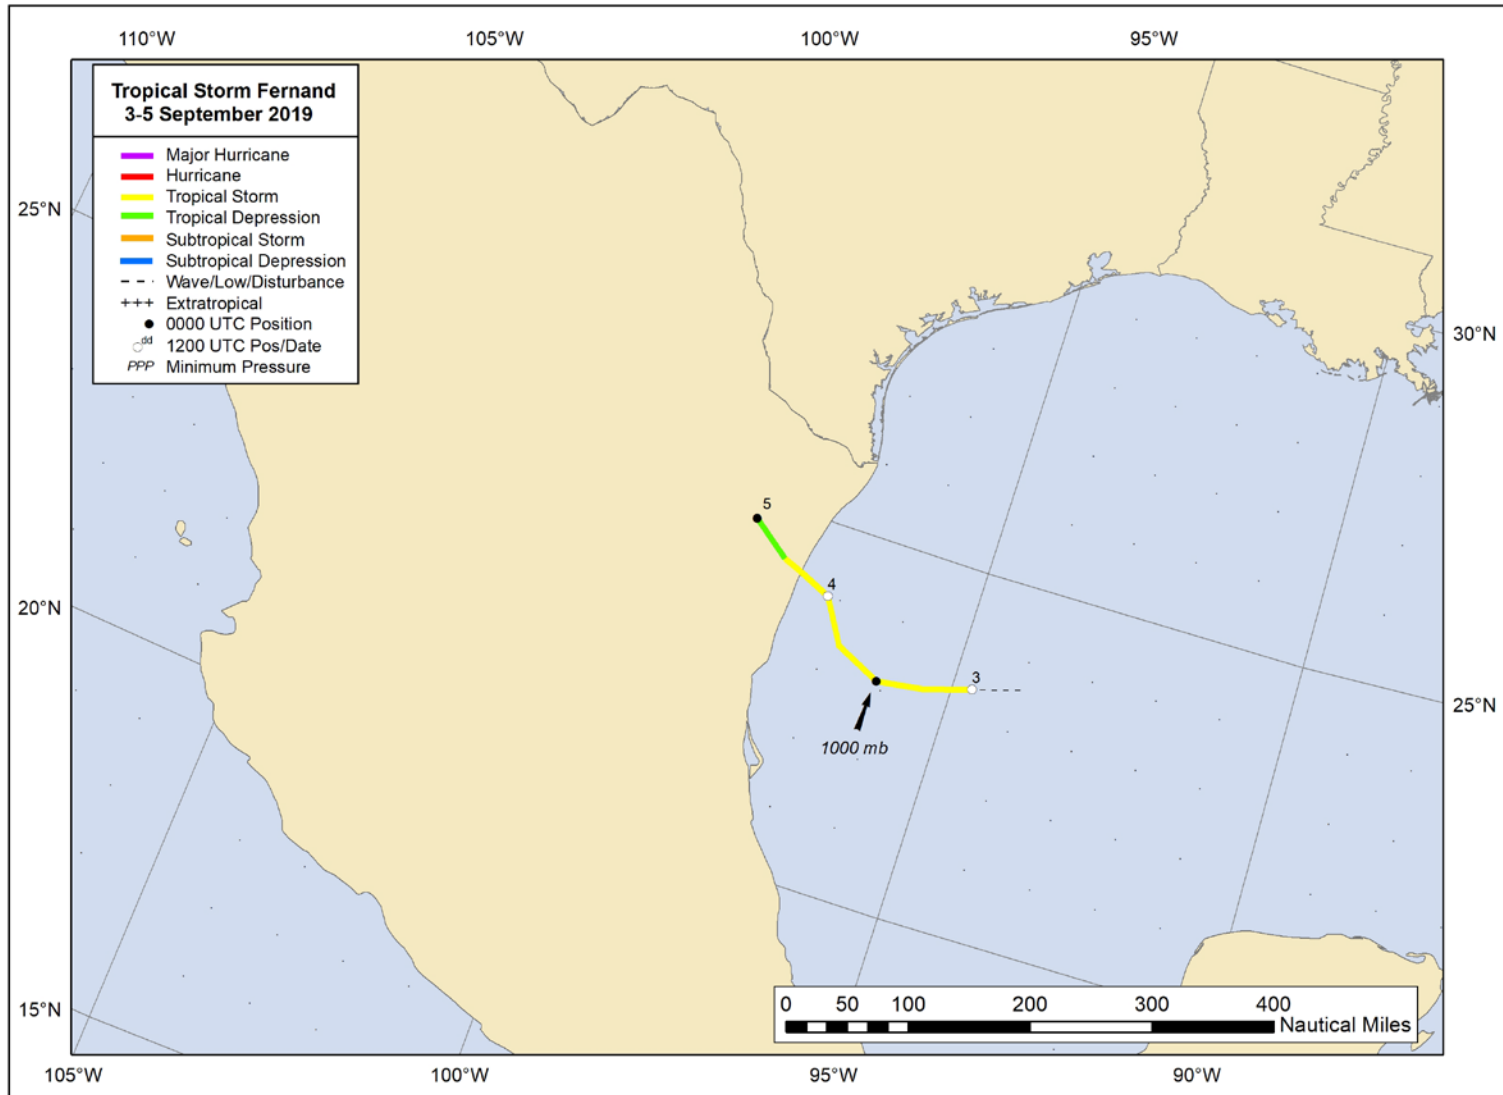 110°W 105°W 100°W 95°W
Tropical Storm Fernand
3-5 September 2019
Major Hurricane
Hurricane
Tropical Storm
Tropical Depression
Subtropical Storm
Subtropical Depression
Wave/Low/Disturbance
+++ Extratropical
0000 UTC Position
dd 1200 UTC Pos/Date
PPP Minimum Pressure
25°N
30°N
5
4
20°N
3
25°N
1000 mb
0 50 100 200 300 400
Nautical Miles
15°N
105°W 100°W 95°W 90°W